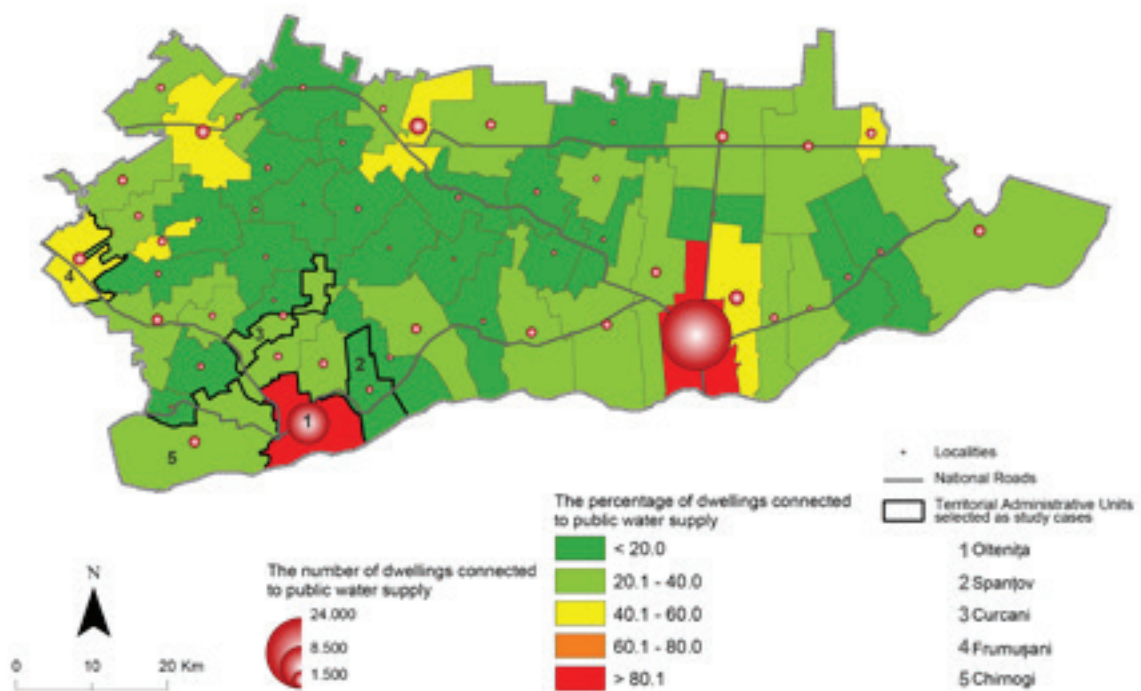 4
3
2
1
5
Localities
National Roads
Territorial Administrative Units
selected as study cases
The percentage of dwellings connected
to public water supply
< 20.0
20.1 - 40.0
40.1 - 60.0
60.1 - 80.0
> 80.1
1 Oltenița
2 Spanțov
3 Curcani
4 Frumușani
5 Chirnogi
The number of dwellings connected
to public water supply
24.000
8.500
1.500
N
0 10 20 Km